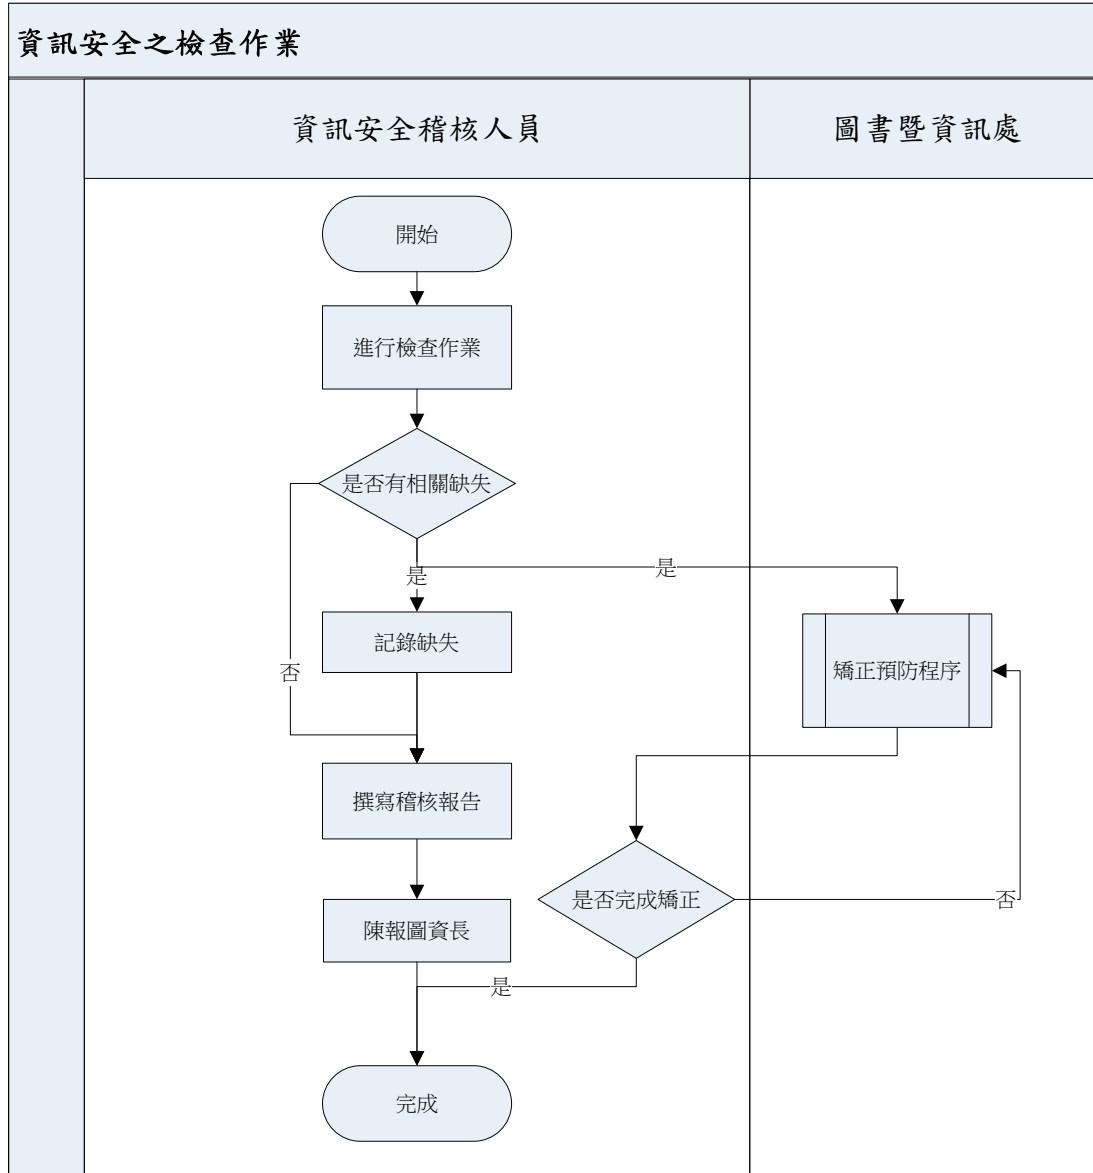 資訊安全之檢查作業
資訊安全稽核人員
圖書暨資訊處
開始
進行檢查作業
是否有相關缺失
是
是
記錄缺失
否
矯正預防程序
撰寫稽核報告
是否完成矯正
否
陳報圖資長
是
完成